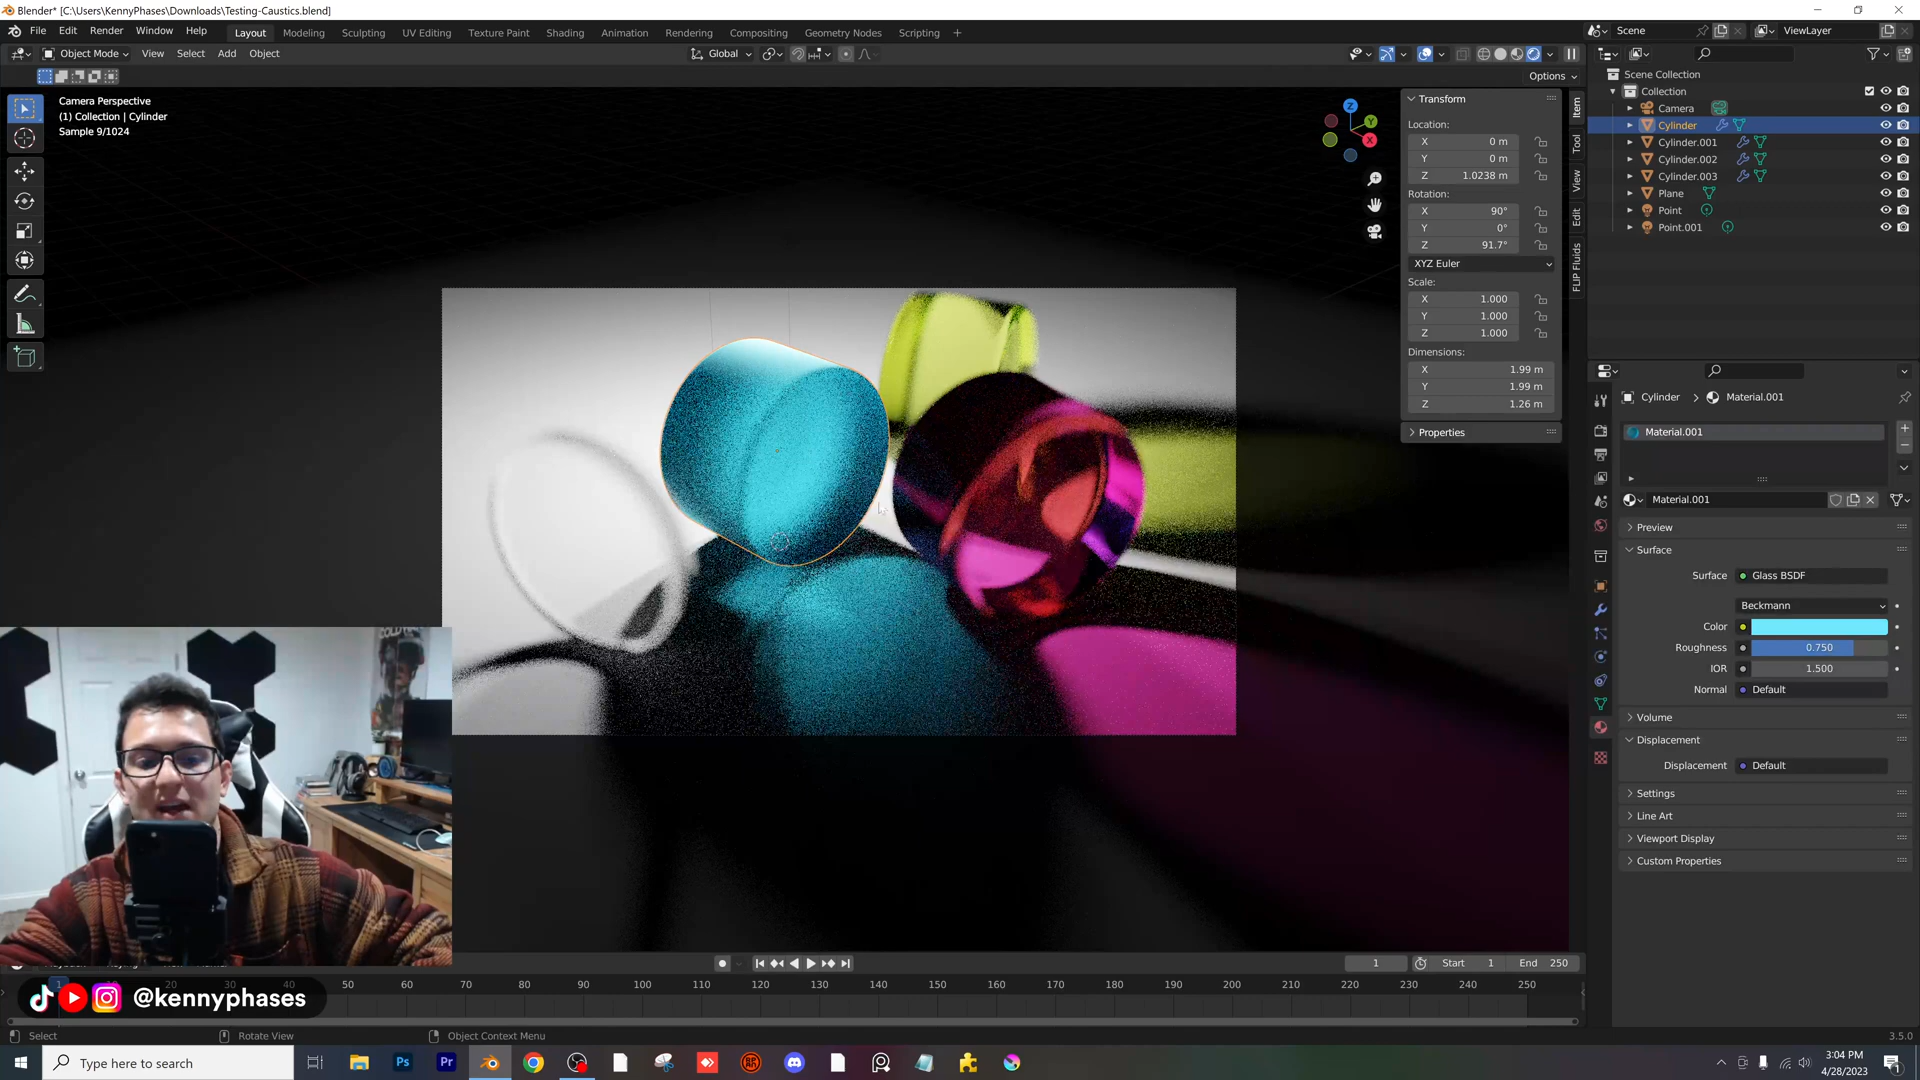 Blender* [C:\Users\KennyPhases\Downloads\Testing-Caustics.blend]
File Edit Render Window Help Layout Modeling Sculpting UV Editing Texture Paint Shading Animation Rendering Compositing Geometry Nodes Scripting + Scene ViewLayer
Object Mode View Select Add Object Global
Options
Camera Perspective
(1) Collection | Cylinder
Sample 9/1024
Z
Y
X
Transform
Location:
X 0 m
Y 0 m
Z 1.0238 m
Rotation:
X 90°
Y 0°
Z 91.7°
XYZ Euler
Scale:
X 1.000
Y 1.000
Z 1.000
Dimensions:
X 1.99 m
Y 1.99 m
Z 1.26 m
Properties
Item
Tool
View
Edit
FLIP Fluids
Scene Collection
Collection
Camera
Cylinder
Cylinder.001
Cylinder.002
Cylinder.003
Plane
Point
Point.001
Cylinder > Material.001
Material.001
Material.001
Preview
Surface
Surface Glass BSDF
Beckmann
Color
Roughness 0.750
IOR 1.500
Normal Default
Volume
Displacement
Displacement Default
Settings
Line Art
Viewport Display
Custom Properties
1 Start 1 End 250
50 60 70 80 90 100 110 120 130 140 150 160 170 180 190 200 210 220 230 240 250
@kennyphases
Select Rotate View Object Context Menu 3.5.0
Type here to search
Ps
Pr
3:04 PM
4/28/2023
1